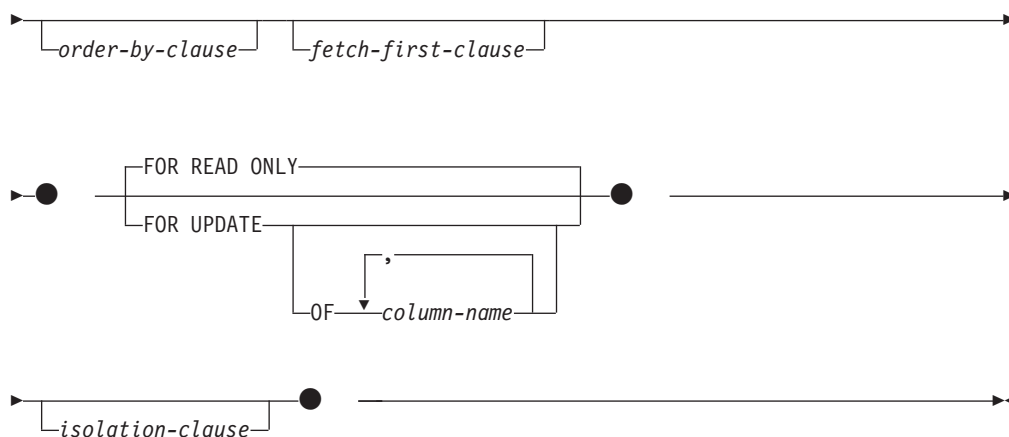 order-by-clause fetch-first-clause
FOR READ ONLY
FOR UPDATE
,
OF column-name
isolation-clause